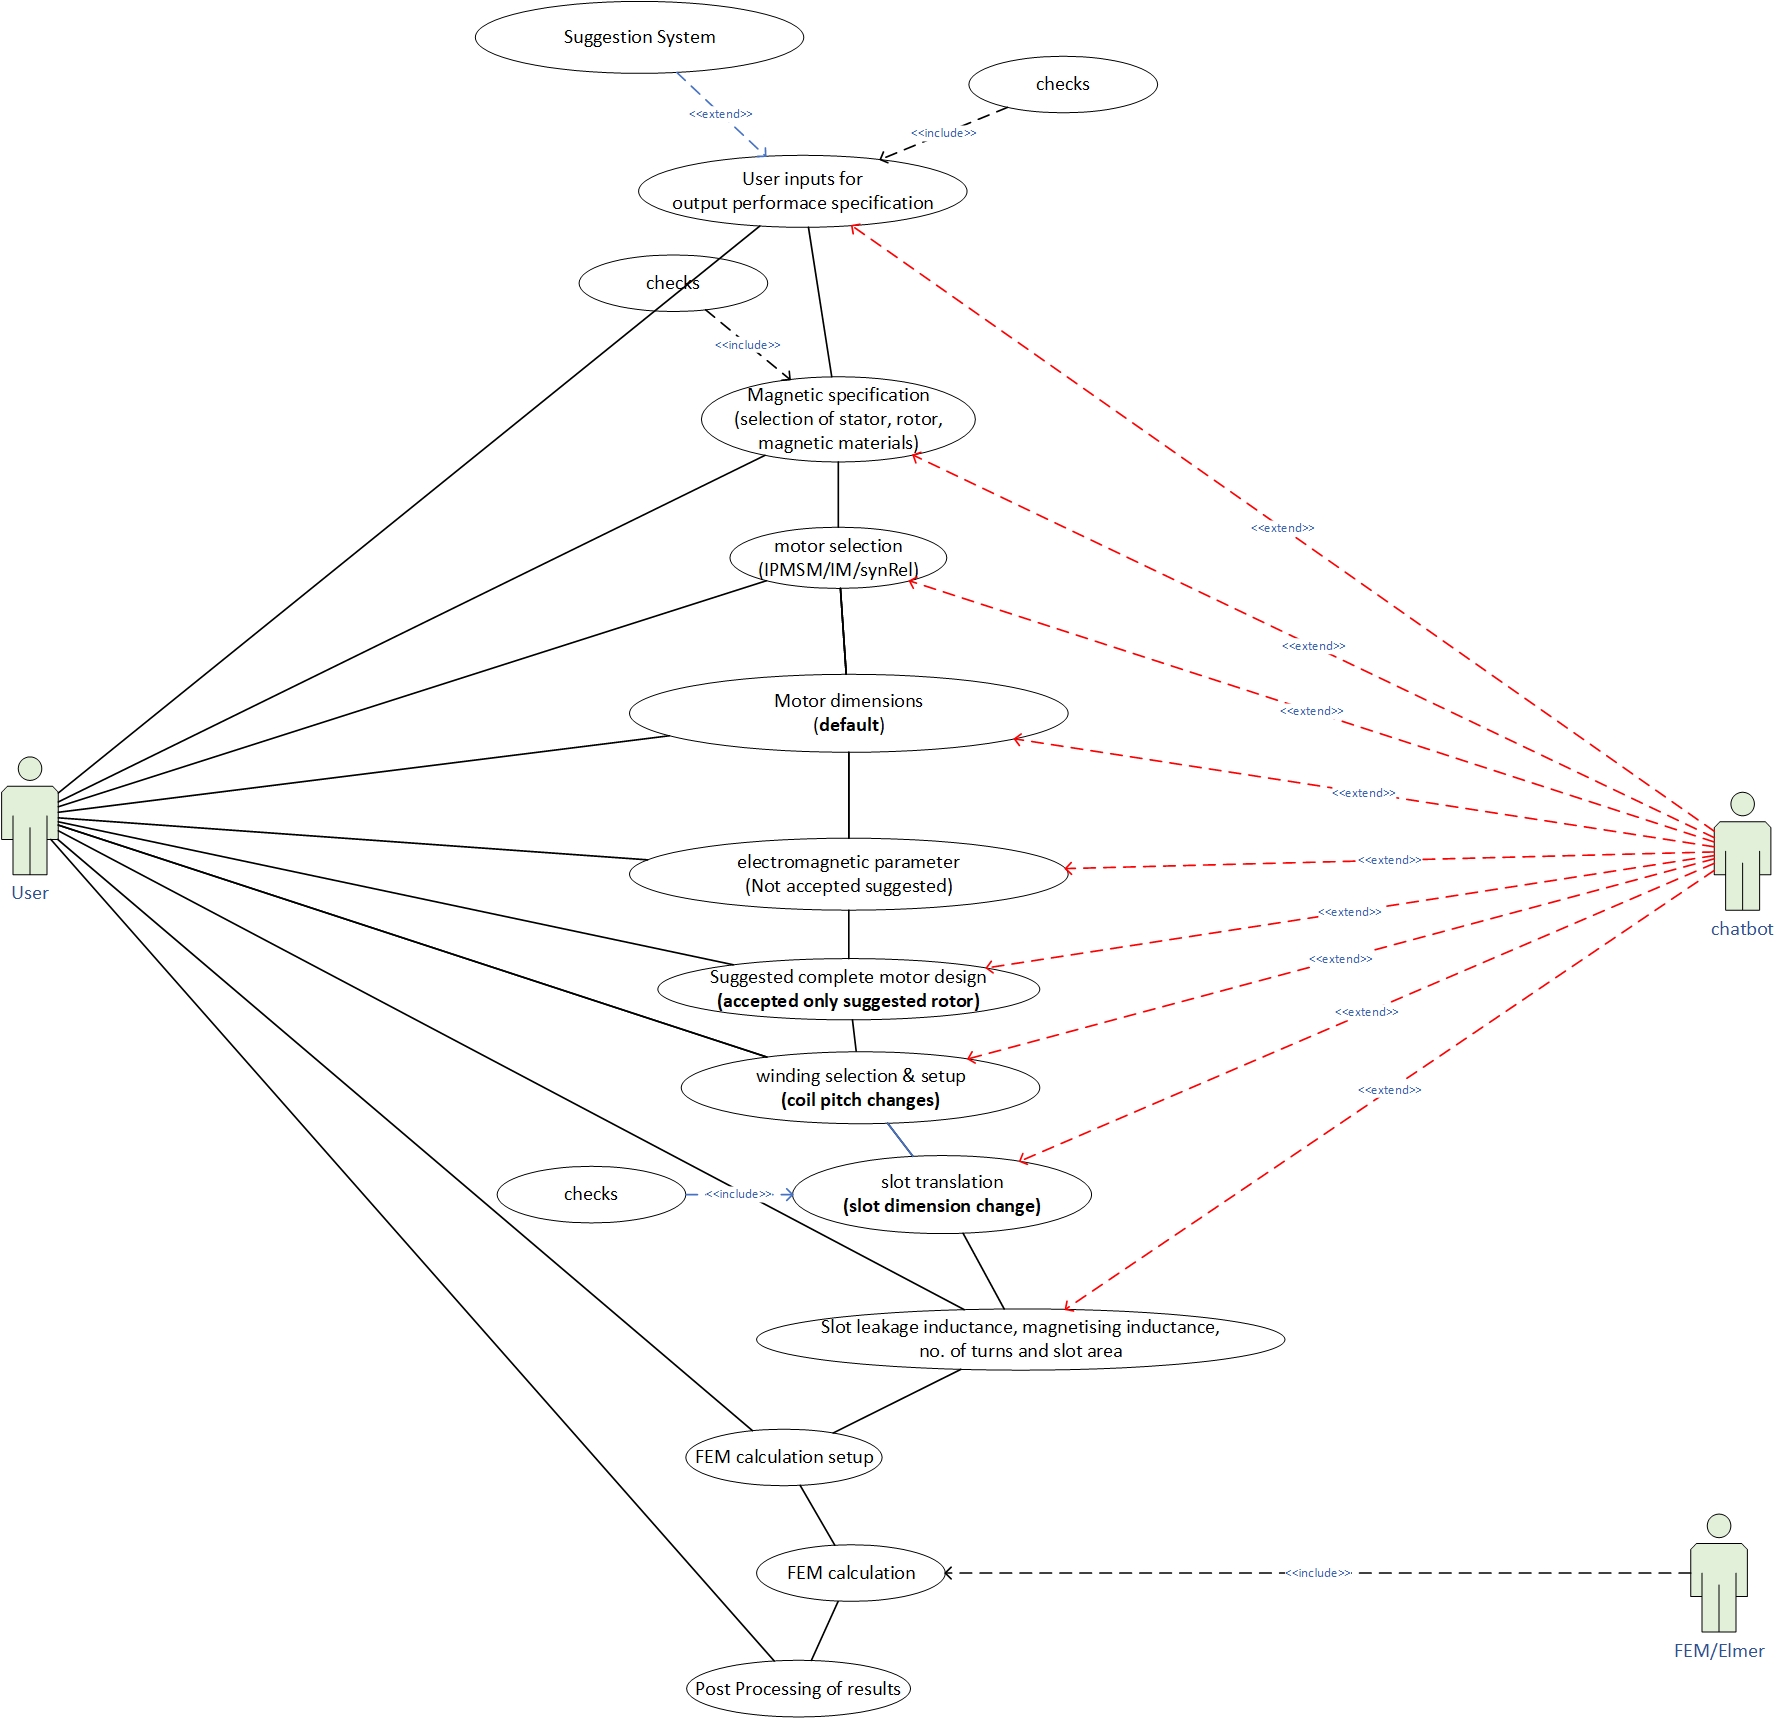 Suggestion System
checks
<<extend>>
<<include>>
User inputs for
output performace specification
checks
<<include>>
Magnetic specification
(selection of stator, rotor,
magnetic materials)
<<extend>>
motor selection
(IPMSM/IM/synRel)
<<extend>>
<<extend>>
Motor dimensions
(default)
<<extend>>
electromagnetic parameter
(Not accepted suggested)
<<extend>>
User
<<extend>>
chatbot
<<extend>>
Suggested complete motor design
(accepted only suggested rotor)
<<extend>>
winding selection & setup
(coil pitch changes)
<<extend>>
checks
<<include>>
slot translation
(slot dimension change)
Slot leakage inductance, magnetising inductance,
no. of turns and slot area
FEM calculation setup
FEM calculation
<<include>>
FEM/Elmer
Post Processing of results